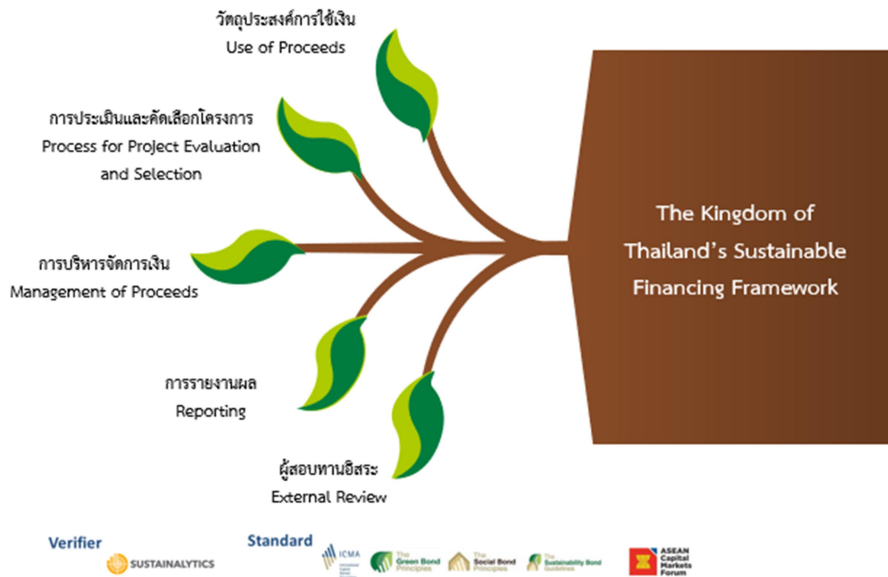 วัตถุประสงค์การใช้เงิน
Use of Proceeds
การประเมินและคัดเลือกโครงการ
Process for Project Evaluation
and Selection
การบริหารจัดการเงิน
Management of Proceeds
การรายงานผล
Reporting
ผู้สอบทานอิสระ
External Review
The Kingdom of
Thailand's Sustainable
Financing Framework
Verifier
SUSTAINALYTICS
Standard
ICMA
International
Capital
Market
The
Green Bond
Principles
The
Social Bond
Principles
The
Sustainability Bond
Guidelines
ASEAN
Capital
Markets
Forum